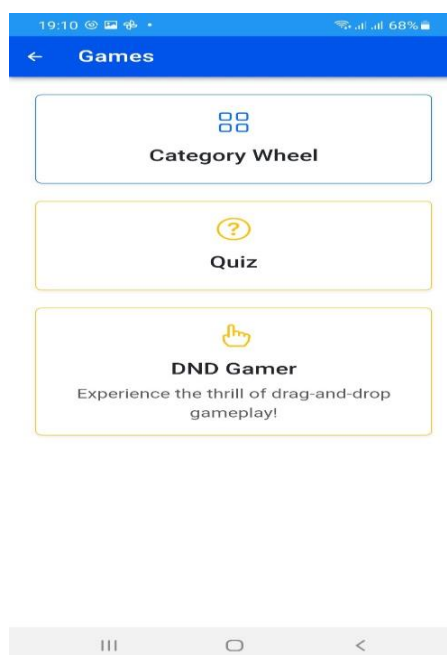 19:10
68%
Games
Category Wheel
?
Quiz
DND Gamer
Experience the thrill of drag-and-drop
gameplay!